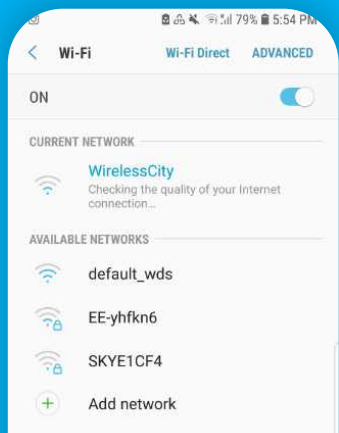 79% 5:54 PM
Wi-Fi Wi-Fi Direct ADVANCED
ON
CURRENT NETWORK
WirelessCity
Checking the quality of your Internet
connection...
AVAILABLE NETWORKS
default_wds
EE-yhfkn6
SKYE1CF4
Add network